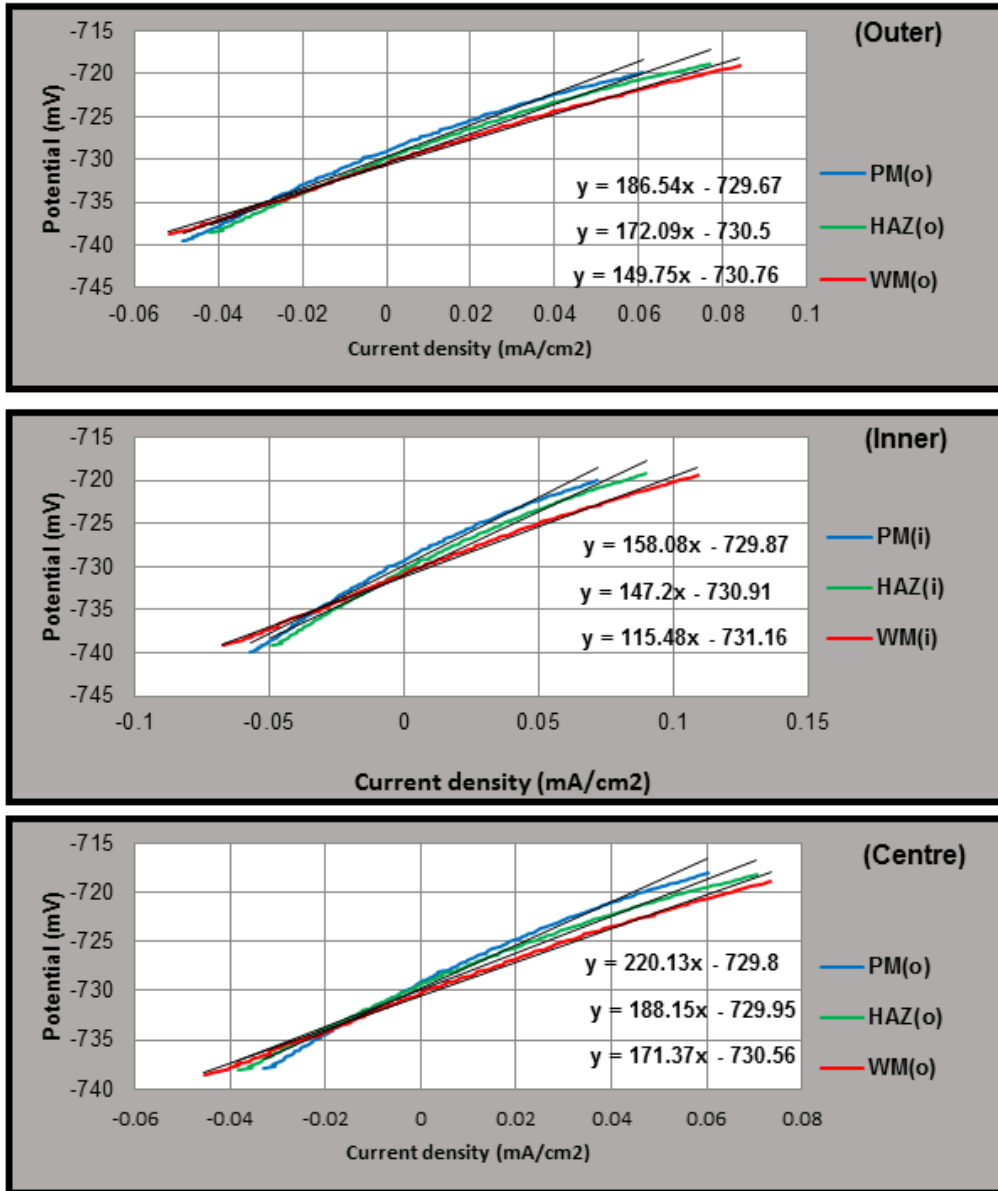 (Outer)
Potential (mV)
-715
-720
-725
-730
-735
-740
-745
y = 186.54x - 729.67
y = 172.09x - 730.5
y = 149.75x - 730.76
PM(o)
HAZ(o)
WM(o)
-0.06 -0.04 -0.02 0 0.02 0.04 0.06 0.08 0.1
Current density (mA/cm2)
(Inner)
Potential (mV)
-715
-720
-725
-730
-735
-740
-745
y = 158.08x - 729.87
y = 147.2x - 730.91
y = 115.48x - 731.16
PM(i)
HAZ(i)
WM(i)
-0.1 -0.05 0 0.05 0.1 0.15
Current density (mA/cm2)
(Centre)
Potential (mV)
-715
-720
-725
-730
-735
-740
y = 220.13x - 729.8
y = 188.15x - 729.95
y = 171.37x - 730.56
PM(o)
HAZ(o)
WM(o)
-0.06 -0.04 -0.02 0 0.02 0.04 0.06 0.08
Current density (mA/cm2)